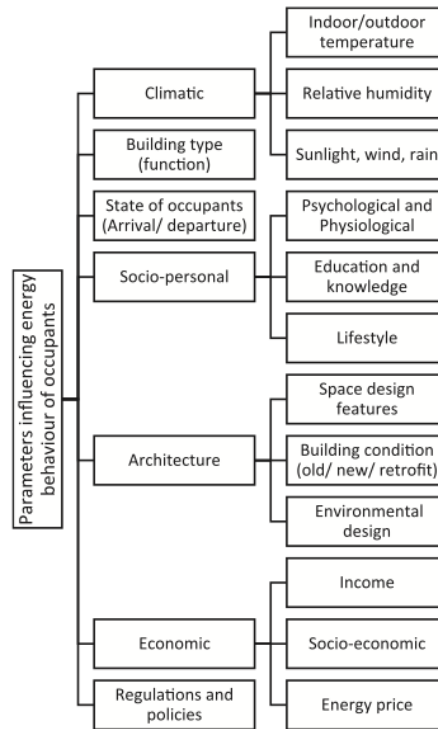 Parameters influencing energy
behaviour of occupants
Climatic
Indoor/outdoor
temperature
Relative humidity
Sunlight, wind, rain
Building type
(function)
State of occupants
(Arrival/ departure)
Socio-personal
Psychological and
Physiological
Education and
knowledge
Lifestyle
Architecture
Space design
features
Building condition
(old/ new/ retrofit)
Environmental
design
Economic
Income
Socio-economic
Energy price
Regulations and
policies